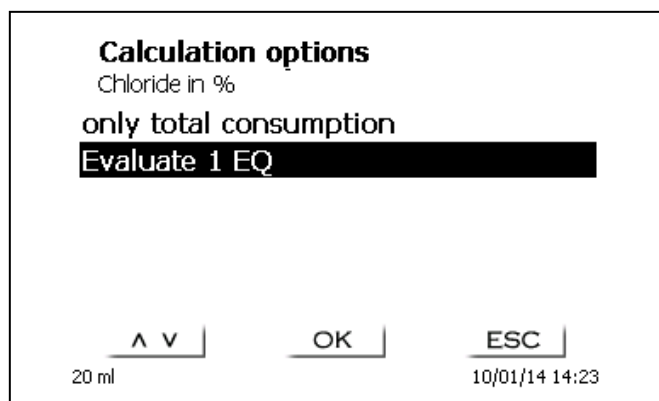 Calculation options
Chloride in %
only total consumption
Evaluate 1 EQ
∧ ∨ OK ESC
20 ml 10/01/14 14:23